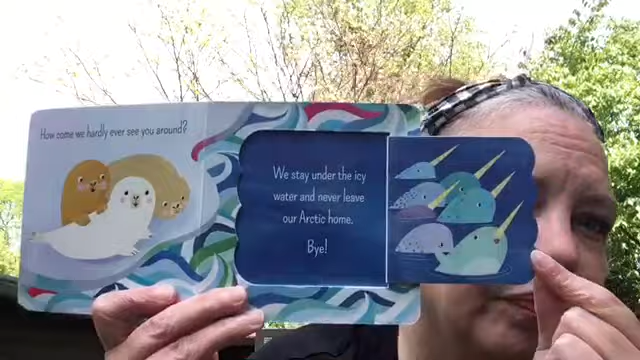 How come we hardly ever see you around?
We stay under the icy
water and never leave
our Arctic home.
Bye!